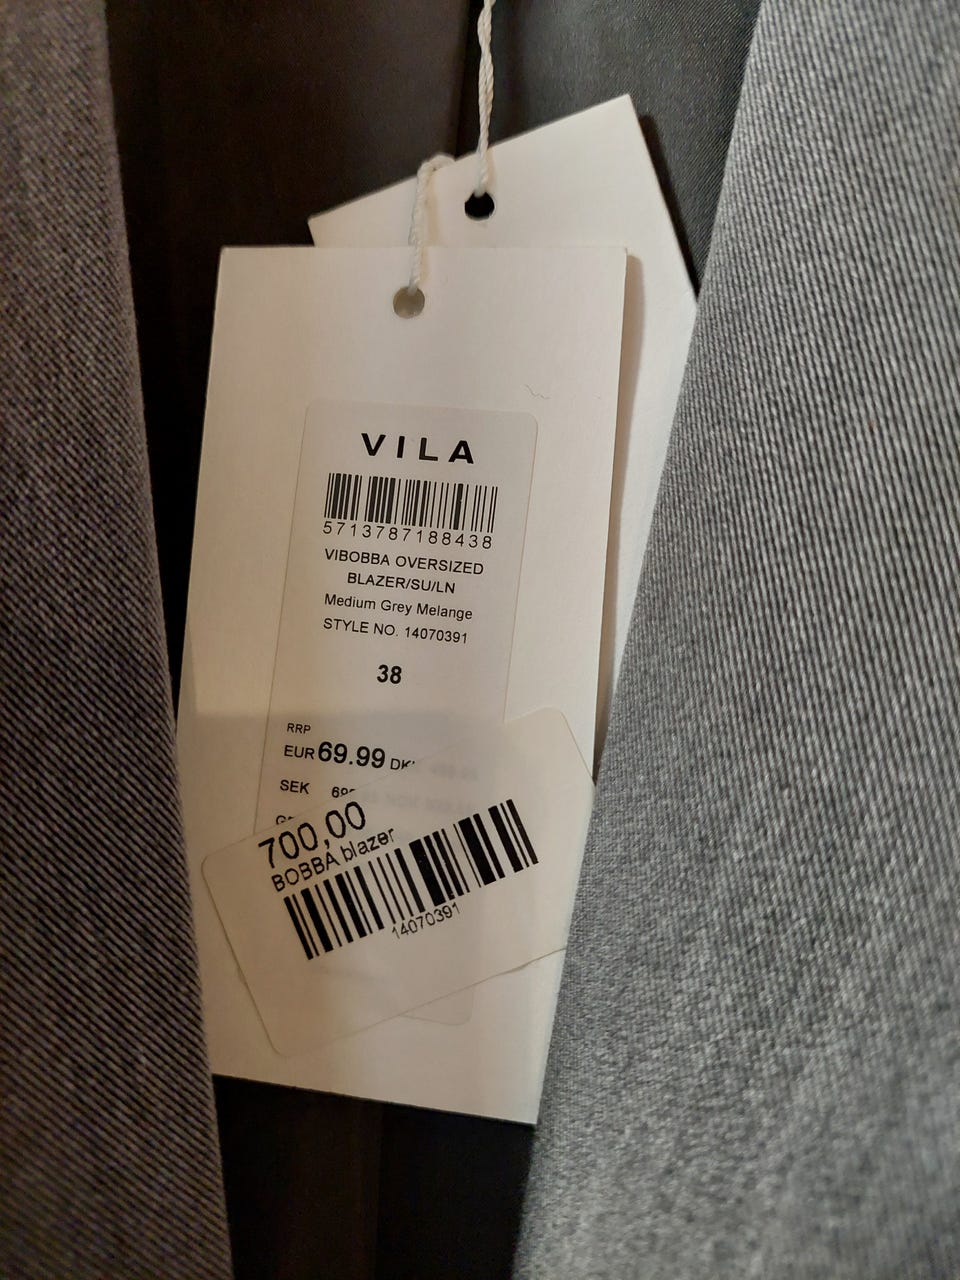 VILA
5713787188438
VIBOBBA OVERSIZED
BLAZER/SU/LN
Medium Grey Melange
STYLE NO. 14070391
38
RRP
EUR 69.99
SEK
700,00
BOBBA blazer
14070391